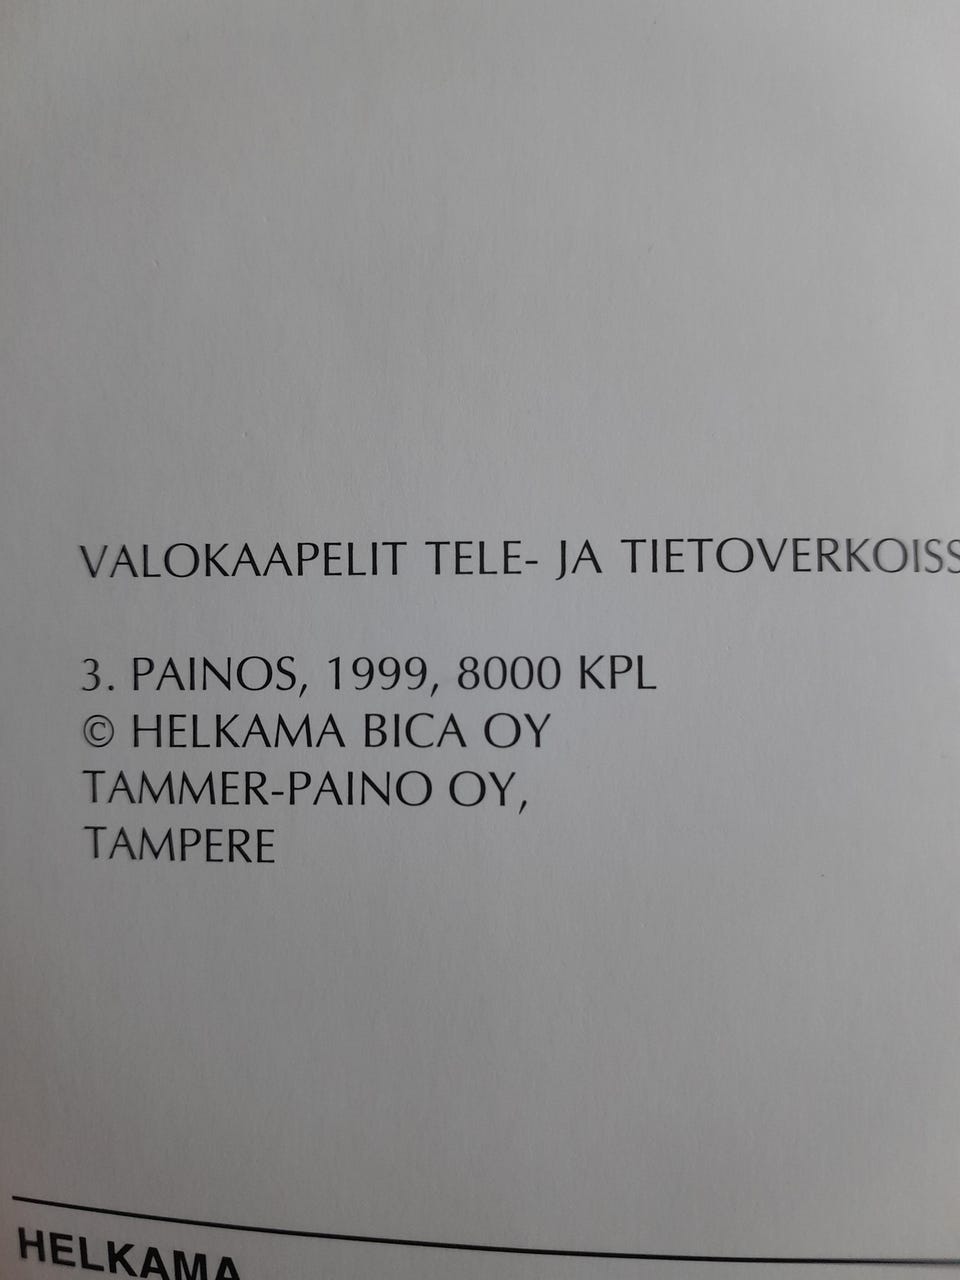 VALOKAAPELIT TELE- JA TIETOVERKOISS
3. PAINOS, 1999, 8000 KPL
© HELKAMA BICA OY
TAMMER-PAINO OY,
TAMPERE
HELKAMA